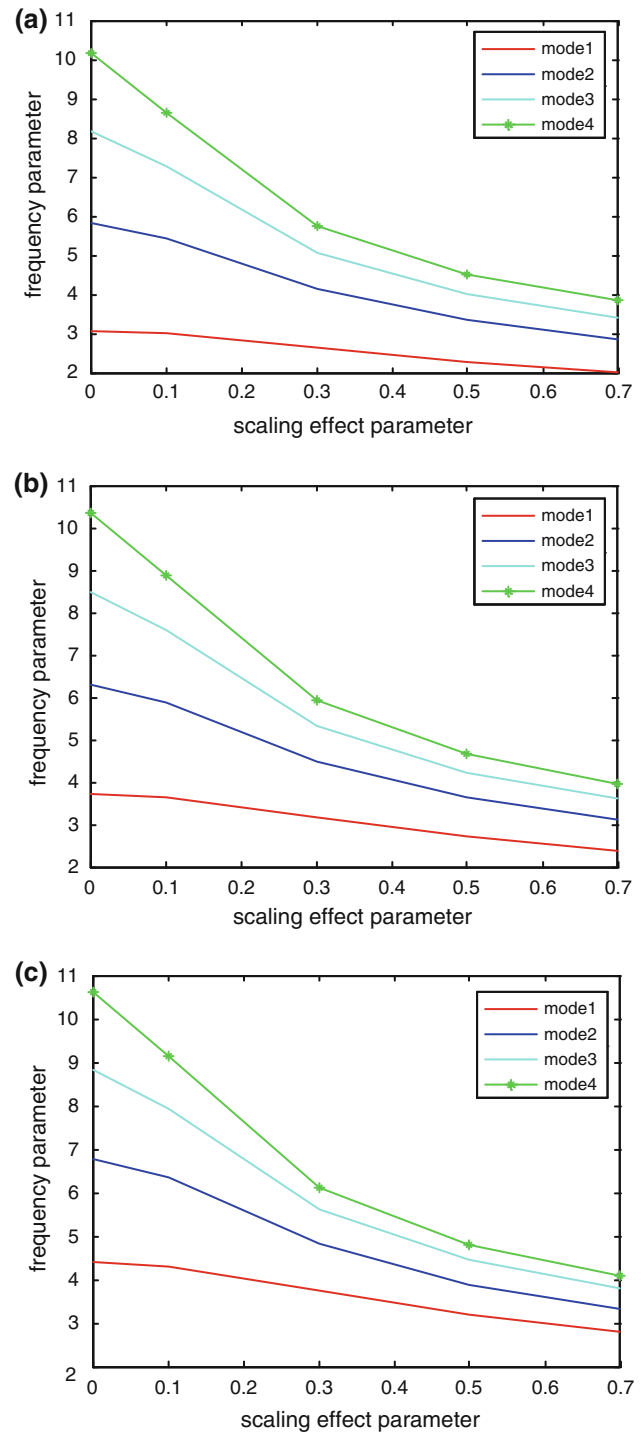 (a)
11
10
9
8
7
6
5
4
3
2
frequency parameter
mode1
mode2
mode3
mode4
0 0.1 0.2 0.3 0.4 0.5 0.6 0.7
scaling effect parameter
(b)
11
10
9
8
7
6
5
4
3
2
frequency parameter
mode1
mode2
mode3
mode4
0 0.1 0.2 0.3 0.4 0.5 0.6 0.7
scaling effect parameter
(c)
11
10
9
8
7
6
5
4
3
2
frequency parameter
mode1
mode2
mode3
mode4
0 0.1 0.2 0.3 0.4 0.5 0.6 0.7
scaling effect parameter